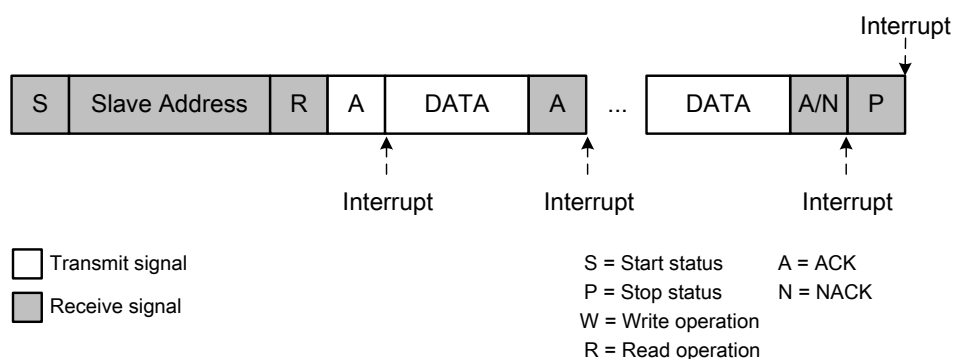 Interrupt
S Slave Address R A DATA A ... DATA A/N P
Interrupt Interrupt Interrupt
Transmit signal
Receive signal
S = Start status A = ACK
P = Stop status N = NACK
W = Write operation
R = Read operation